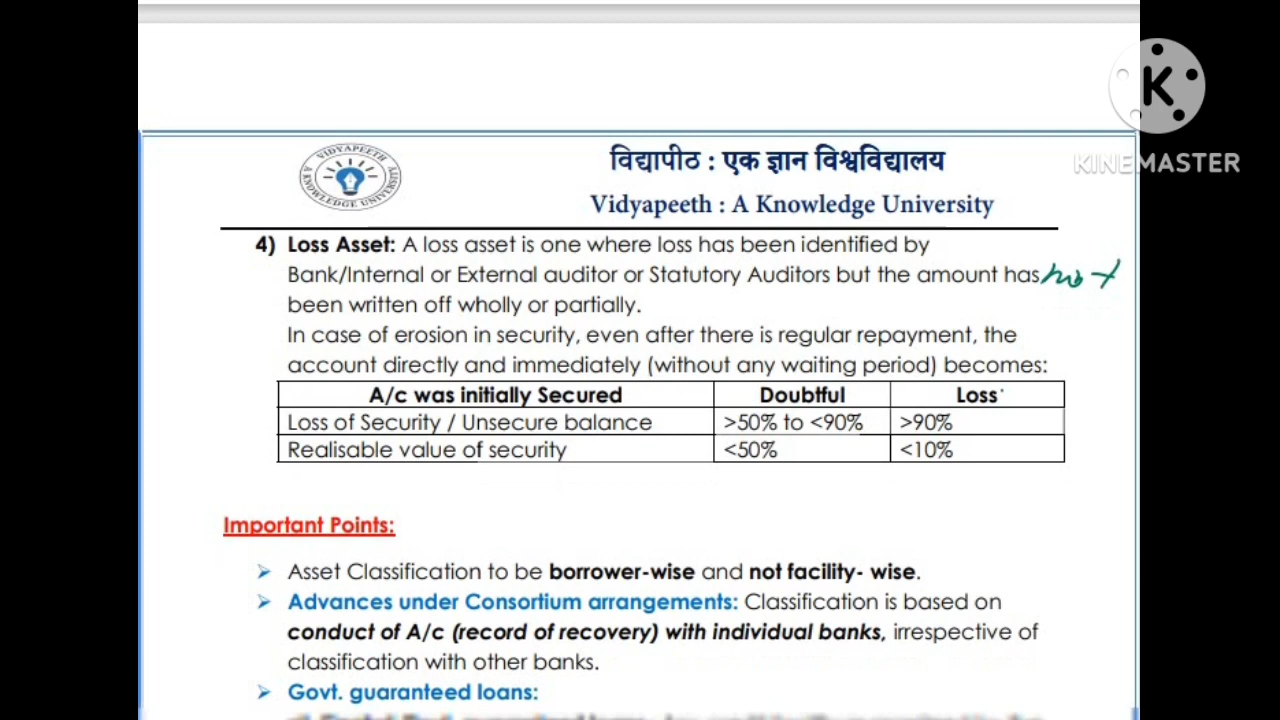 KINEMASTER
VIDYAPEETH
A KNOWLEDGE UNIVERSITY
विद्यापीठ : एक ज्ञान विश्वविद्यालय
Vidyapeeth : A Knowledge University
4) Loss Asset: A loss asset is one where loss has been identified by
Bank/Internal or External auditor or Statutory Auditors but the amount has not
been written off wholly or partially.
In case of erosion in security, even after there is regular repayment, the
account directly and immediately (without any waiting period) becomes:
A/c was initially Secured Doubtful Loss
Loss of Security / Unsecure balance >50% to <90% >90%
Realisable value of security <50% <10%
Important Points:
➢ Asset Classification to be borrower-wise and not facility- wise.
➢ Advances under Consortium arrangements: Classification is based on
conduct of A/c (record of recovery) with individual banks, irrespective of
classification with other banks.
➢ Govt. guaranteed loans: